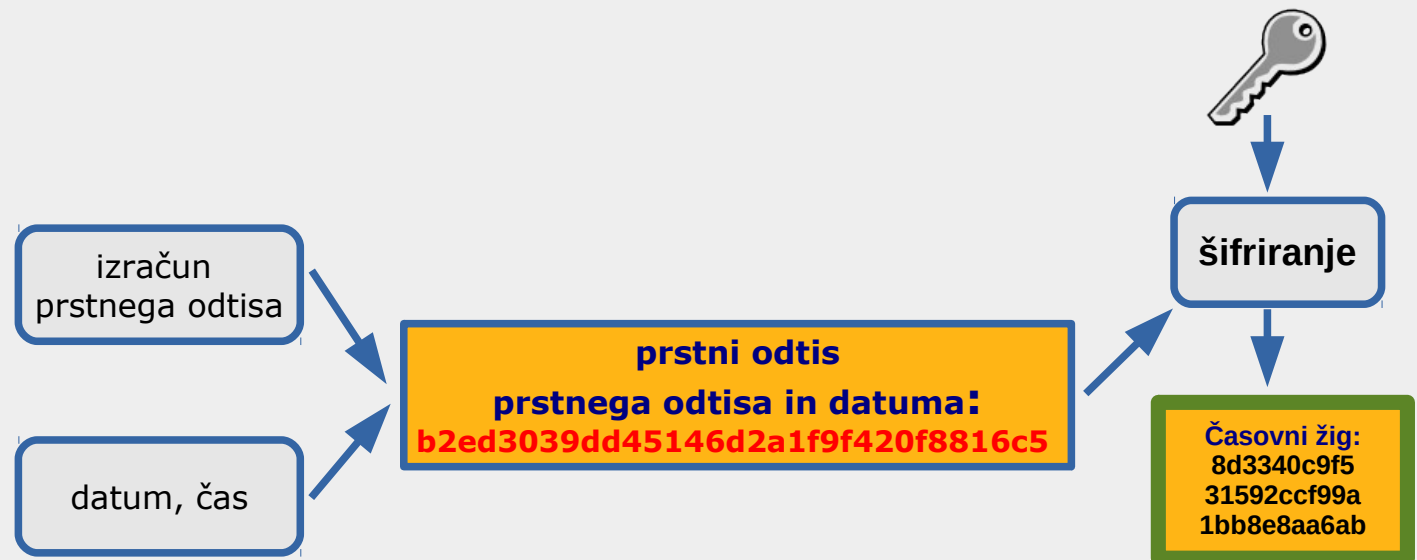 izračun
prstnega odtisa
datum, čas
prstni odtis
prstnega odtisa in datuma:
b2ed3039dd45146d2a1f9f420f8816c5
šifriranje
Časovni žig:
8d3340c9f5
31592ccf99a
1bb8e8aa6ab